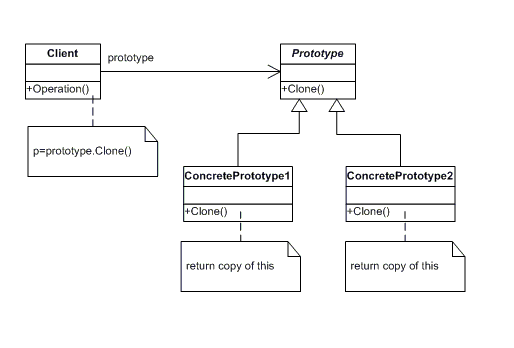 Client
+Operation()
prototype
Prototype
+Clone()
p=prototype.Clone()
ConcretePrototype1
+Clone()
ConcretePrototype2
+Clone()
return copy of this
return copy of this